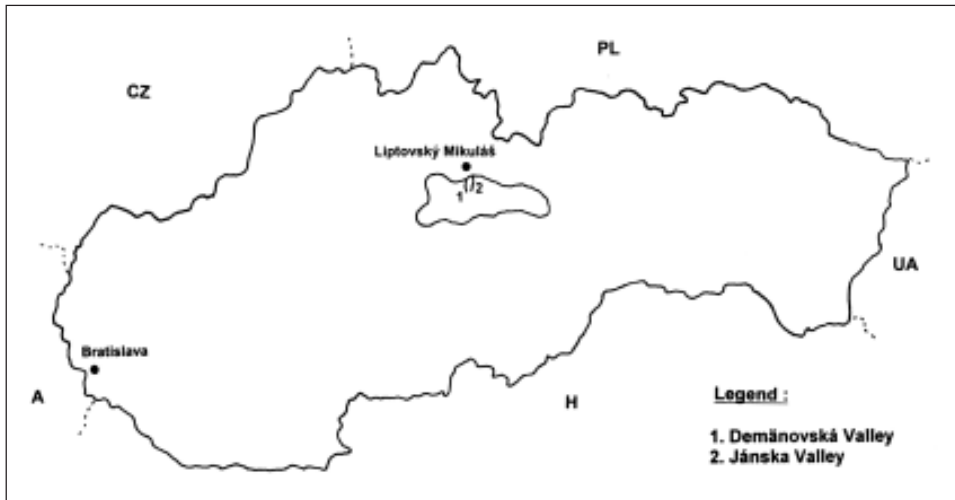 PL
CZ
Liptovský Mikuláš
1 2
UA
Bratislava
A
H
Legend :
1. Demänovská Valley
2. Jánska Valley